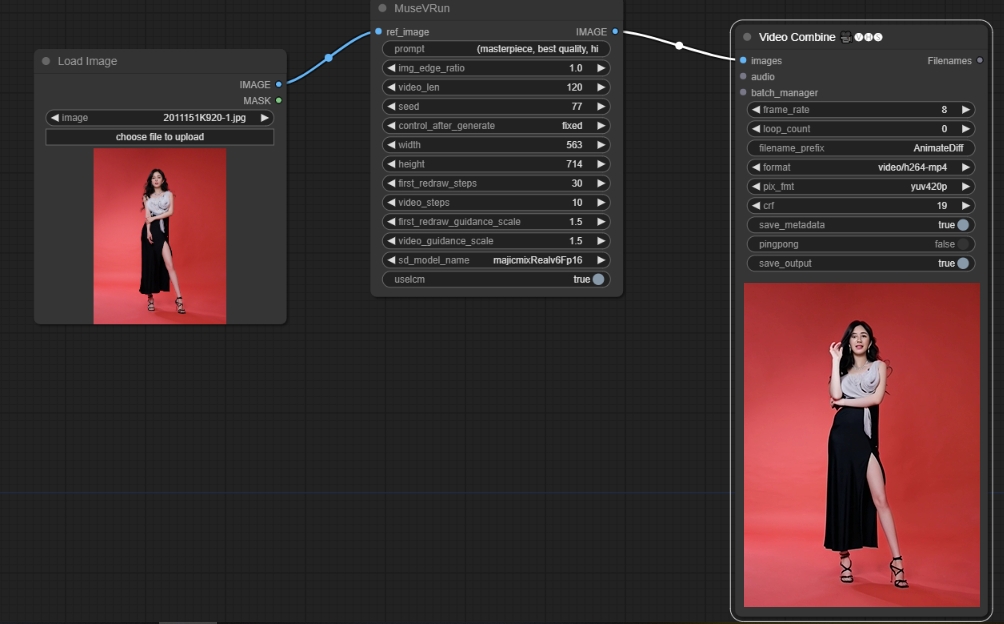 Load Image
IMAGE
MASK
image 2011151K920-1.jpg
choose file to upload
MuseVRun
ref_image IMAGE
prompt (masterpiece, best quality, hi
img_edge_ratio 1.0
video_len 120
seed 77
control_after_generate fixed
width 563
height 714
first_redraw_steps 30
video_steps 10
first_redraw_guidance_scale 1.5
video_guidance_scale 1.5
sd_model_name majicmixRealv6Fp16
uselcm true
Video Combine 🎥🅥🅗🅢
images Filenames
audio
batch_manager
frame_rate 8
loop_count 0
filename_prefix AnimateDiff
format video/h264-mp4
pix_fmt yuv420p
crf 19
save_metadata true
pingpong false
save_output true